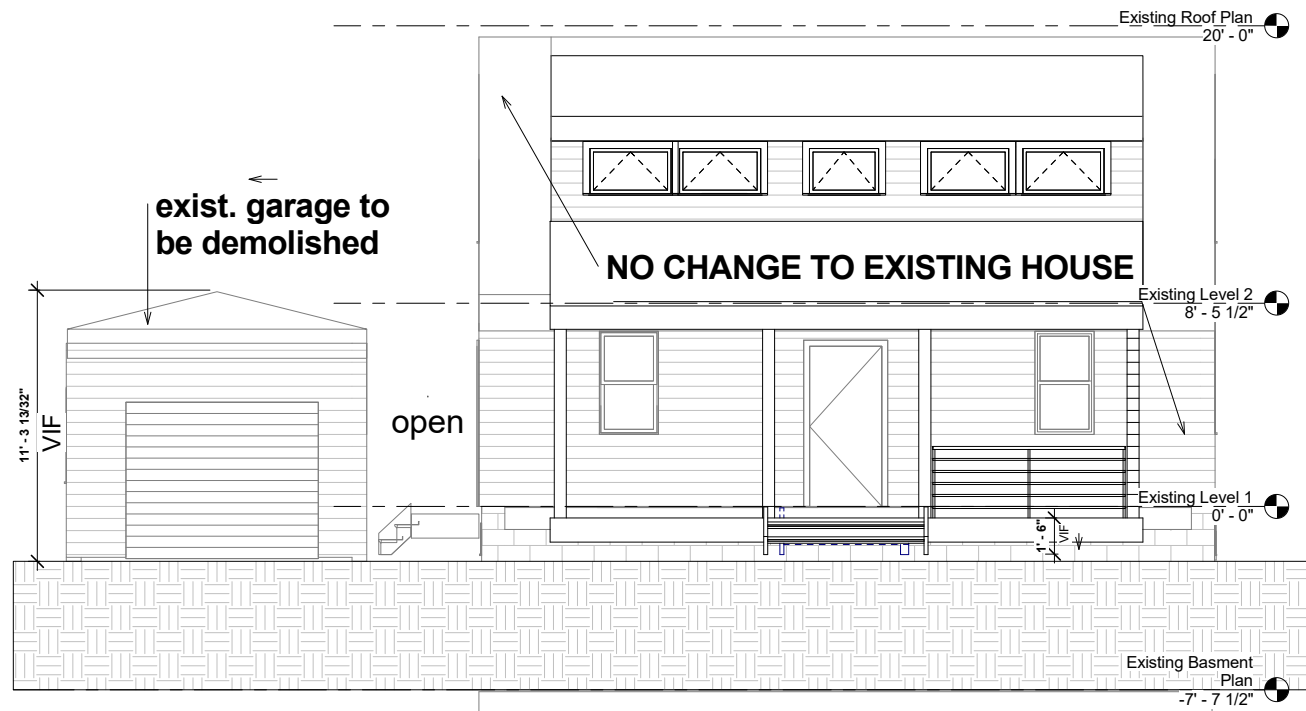 Existing Roof Plan
20' - 0"
exist. garage to
be demolished
NO CHANGE TO EXISTING HOUSE
Existing Level 2
8' - 5 1/2"
11' - 3 13/32"
VIF
open
Existing Level 1
0' - 0"
1' - 6"
VIF
Existing Basment
Plan
-7' - 7 1/2"